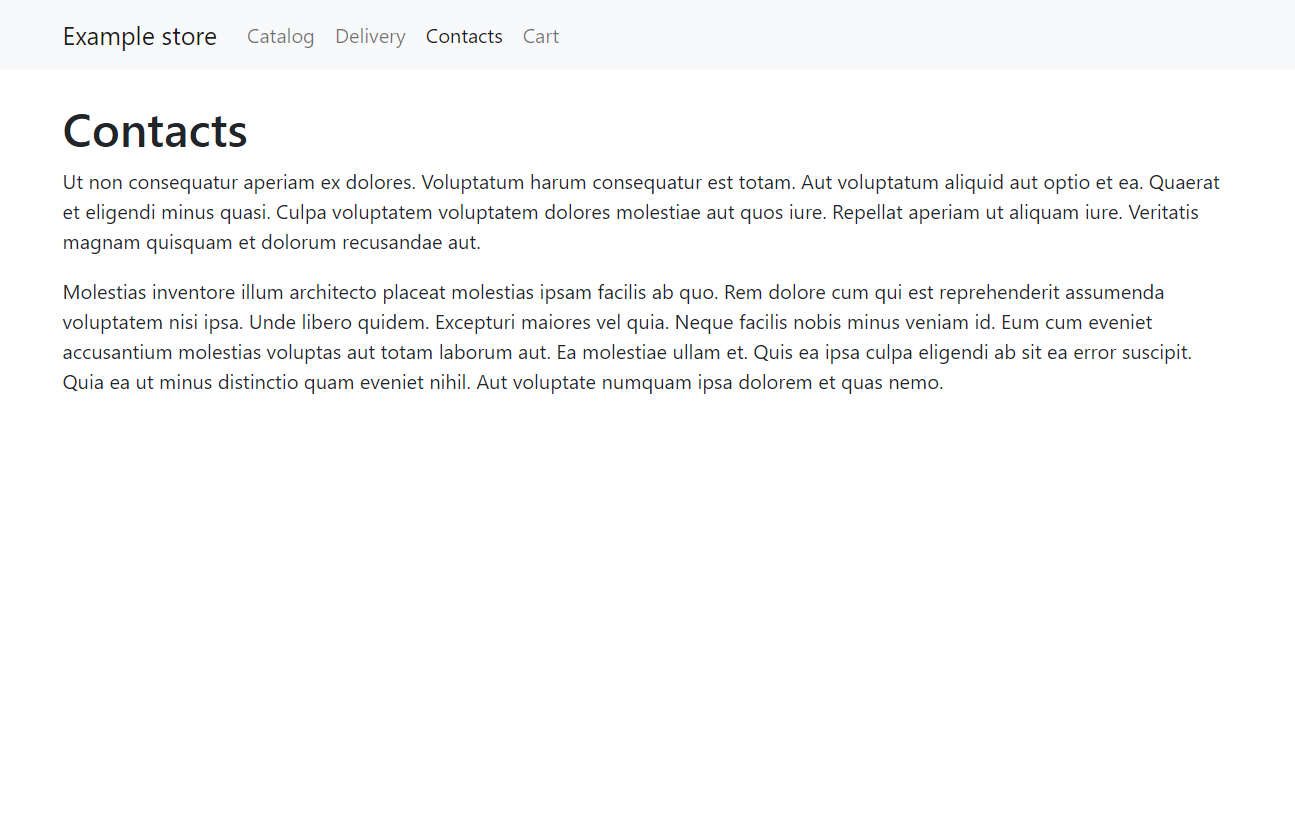 Example store Catalog Delivery Contacts Cart
Contacts
Ut non consequatur aperiam ex dolores. Voluptatum harum consequatur est totam. Aut voluptatum aliquid aut optio et ea. Quaerat
et eligendi minus quasi. Culpa voluptatem voluptatem dolores molestiae aut quos iure. Repellat aperiam ut aliquam iure. Veritatis
magnam quisquam et dolorum recusandae aut.
Molestias inventore illum architecto placeat molestias ipsam facilis ab quo. Rem dolore cum qui est reprehenderit assumenda
voluptatem nisi ipsa. Unde libero quidem. Excepturi maiores vel quia. Neque facilis nobis minus veniam id. Eum cum eveniet
accusantium molestias voluptas aut totam laborum aut. Ea molestiae ullam et. Quis ea ipsa culpa eligendi ab sit ea error suscipit.
Quia ea ut minus distinctio quam eveniet nihil. Aut voluptate numquam ipsa dolorem et quas nemo.